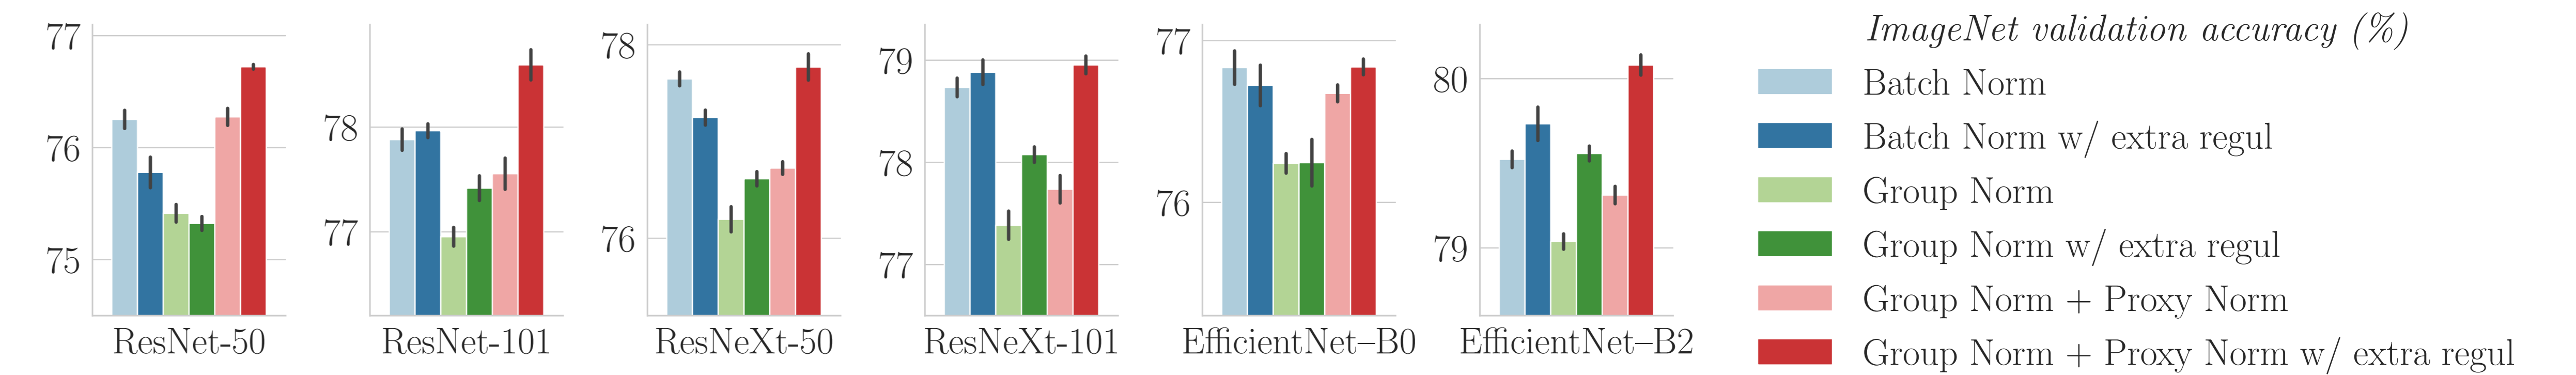 77
76
75
ResNet-50
78
77
ResNet-101
78
76
ResNeXt-50
79
78
77
ResNeXt-101
77
76
EfficientNet–B0
80
79
EfficientNet–B2
ImageNet validation accuracy (%)
Batch Norm
Batch Norm w/ extra regul
Group Norm
Group Norm w/ extra regul
Group Norm + Proxy Norm
Group Norm + Proxy Norm w/ extra regul